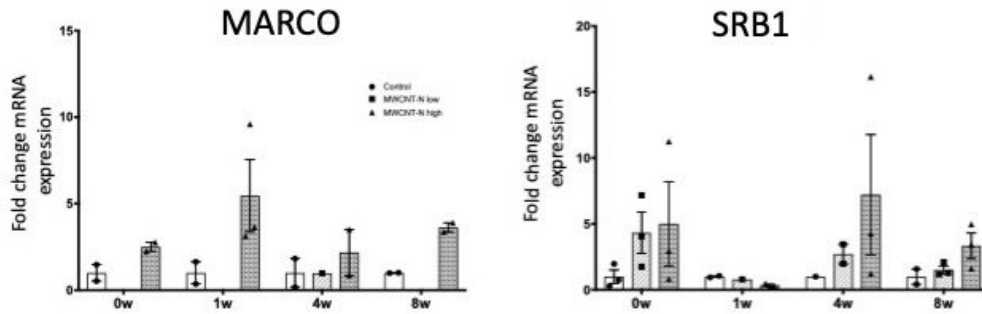 MARCO
Fold change mRNA
expression
15
10
5
0
Control
MWCNT-N low
MWCNT-N high
0w
1w
4w
8w
SRB1
Fold change mRNA
expression
20
15
10
5
0
0w
1w
4w
8w